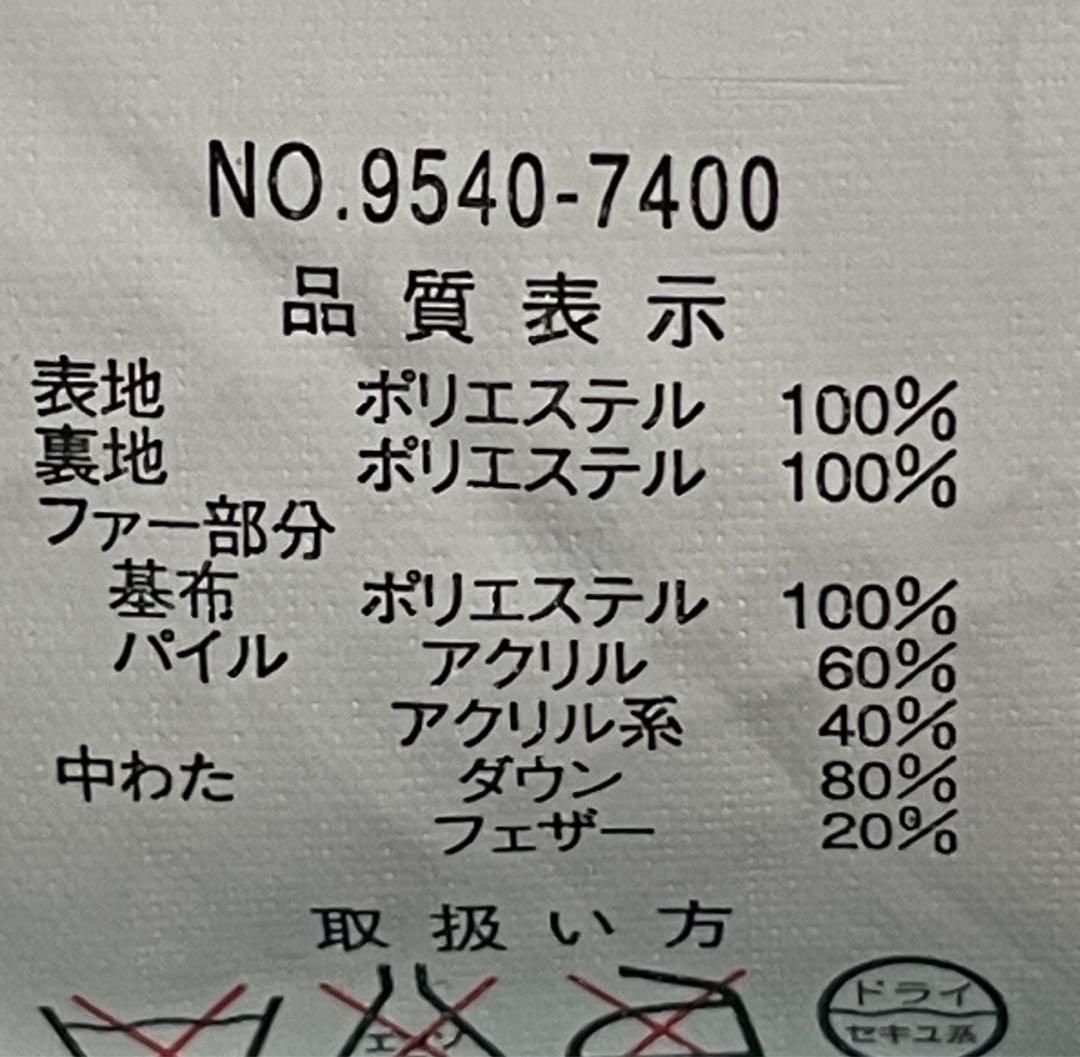 NO.9540-7400
品質表示
表地 ポリエステル 100%
裏地 ポリエステル 100%
ファー部分
基布 ポリエステル 100%
パイル アクリル 60%
アクリル系 40%
中わた ダウン 80%
フェザー 20%
取扱い方
ドライ
セキユ系